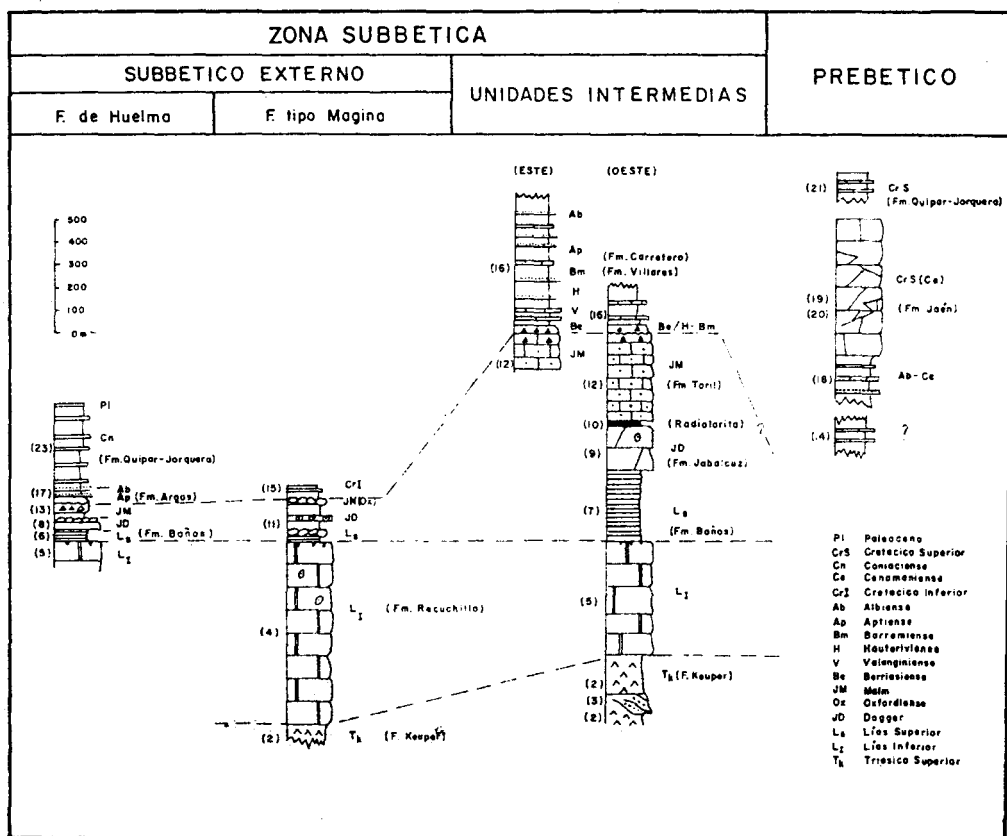 ZONA SUBBETICA
PREBETICO
SUBBETICO EXTERNO
UNIDADES INTERMEDIAS
F. de Huelma
F. tipo Magina
500
400
300
200
100
0m
Pl
Cn
(23)
(Fm. Quipar-Jorquera)
Ab
(17)
Ap (Fm. Argos)
(13)
JM
(8)
JD
(6)
Ls (Fm. Baños)
(5)
LI
(15)
CrI
JM(Ox)
(11)
JD
Ls
(4)
LI
(Fm. Recuchillo)
(2)
Tk
(F. Keuper)
(ESTE)
Ab
Ap
(16)
Bm
H
V
Be
JM
(12)
(OESTE)
(Fm. Carretero)
(Fm. Villares)
(16)
Be/H-Bm
JM
(12)
(Fm Toril)
(10)
(Radiolarita)
JD
(9)
(Fm. Jabalcuz)
(7)
Ls
(Fm. Baños)
(5)
LI
Tk (F. Keuper)
(2)
(3)
(2)
(21)
CrS
(Fm. Quipar-Jorquera)
CrS(Ce)
(19)
(20)
(Fm. Jaén)
(18)
Ab-Ce
(14)
?
?
Pl Paleoceno
CrS Cretacico Superior
Cn Coniaciense
Ce Cenomaniense
CrI Cretacico Inferior
Ab Albiense
Ap Aptiense
Bm Barremiense
H Hauteriviense
V Valanginiense
Be Berriasiense
JM Malm
Ox Oxfordiense
JD Dogger
Ls Lías Superior
LI Lías Inferior
Tk Triasico Superior